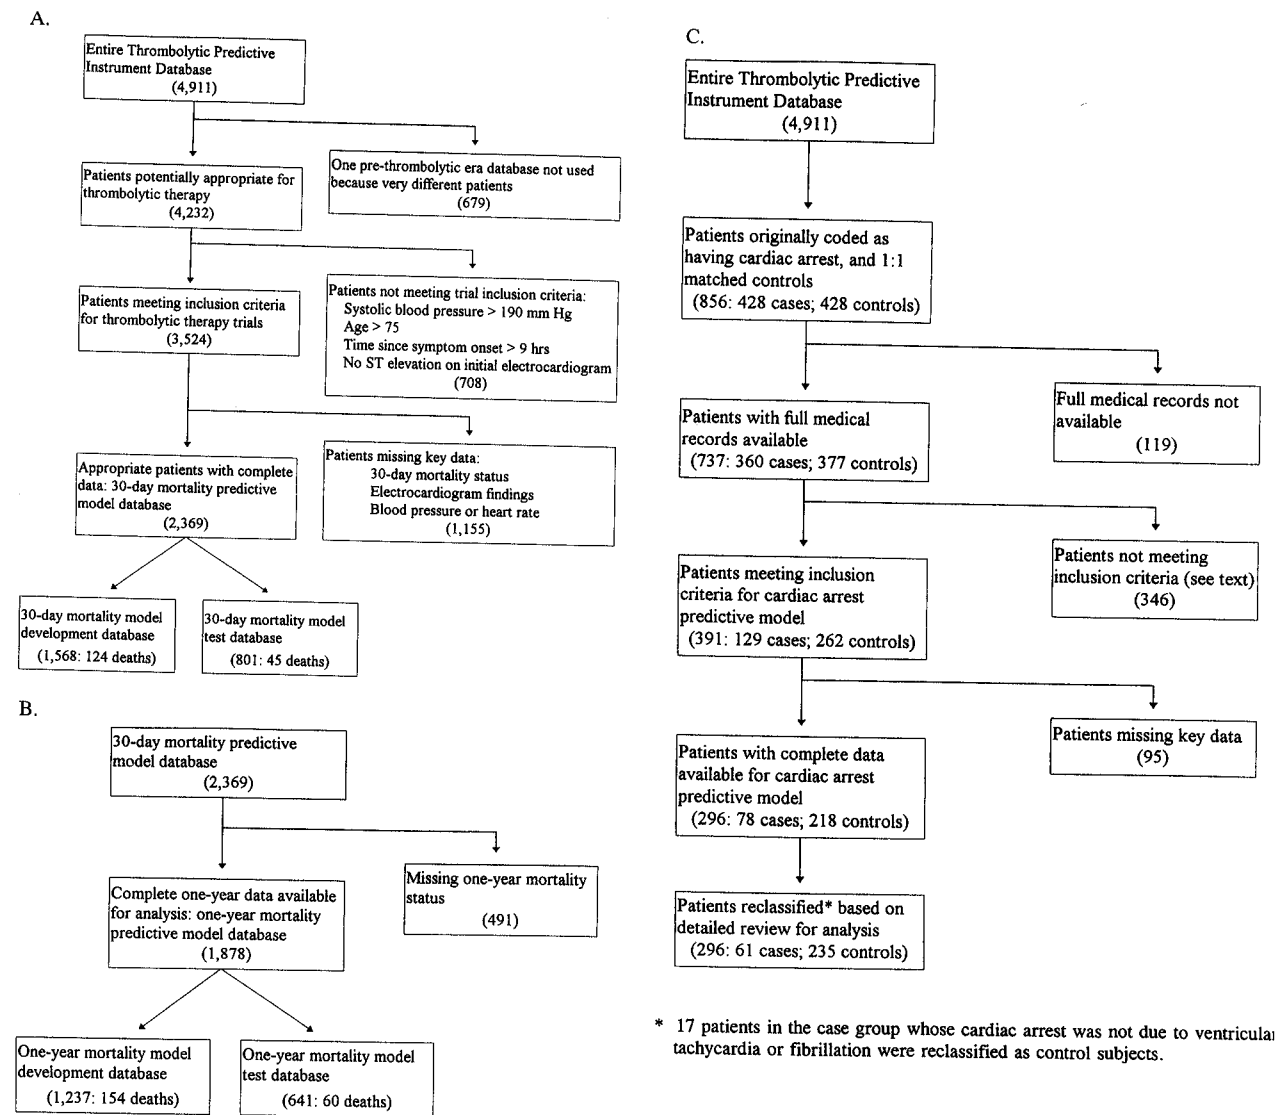 A.
Entire Thrombolytic Predictive
Instrument Database
(4,911)
Patients potentially appropriate for
thrombolytic therapy
(4,232)
One pre-thrombolytic era database not used
because very different patients
(679)
Patients meeting inclusion criteria
for thrombolytic therapy trials
(3,524)
Patients not meeting trial inclusion criteria:
Systolic blood pressure > 190 mm Hg
Age > 75
Time since symptom onset > 9 hrs
No ST elevation on initial electrocardiogram
(708)
Appropriate patients with complete
data: 30-day mortality predictive
model database
(2,369)
Patients missing key data:
30-day mortality status
Electrocardiogram findings
Blood pressure or heart rate
(1,155)
30-day mortality model
development database
(1,568: 124 deaths)
30-day mortality model
test database
(801: 45 deaths)
B.
30-day mortality predictive
model database
(2,369)
Complete one-year data available
for analysis: one-year mortality
predictive model database
(1,878)
Missing one-year mortality
status
(491)
One-year mortality model
development database
(1,237: 154 deaths)
One-year mortality model
test database
(641: 60 deaths)
C.
Entire Thrombolytic Predictive
Instrument Database
(4,911)
Patients originally coded as
having cardiac arrest, and 1:1
matched controls
(856: 428 cases; 428 controls)
Patients with full medical
records available
(737: 360 cases; 377 controls)
Full medical records not
available
(119)
Patients meeting inclusion
criteria for cardiac arrest
predictive model
(391: 129 cases; 262 controls)
Patients not meeting
inclusion criteria (see text)
(346)
Patients with complete data
available for cardiac arrest
predictive model
(296: 78 cases; 218 controls)
Patients missing key data
(95)
Patients reclassified* based on
detailed review for analysis
(296: 61 cases; 235 controls)
* 17 patients in the case group whose cardiac arrest was not due to ventricular
tachycardia or fibrillation were reclassified as control subjects.